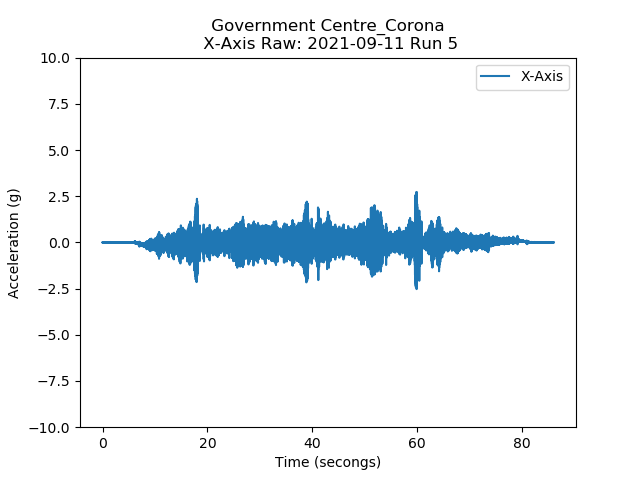 Government Centre_Corona
X-Axis Raw: 2021-09-11 Run 5
10.0
7.5
5.0
2.5
0.0
−2.5
−5.0
−7.5
−10.0
Acceleration (g)
X-Axis
0 20 40 60 80
Time (secongs)